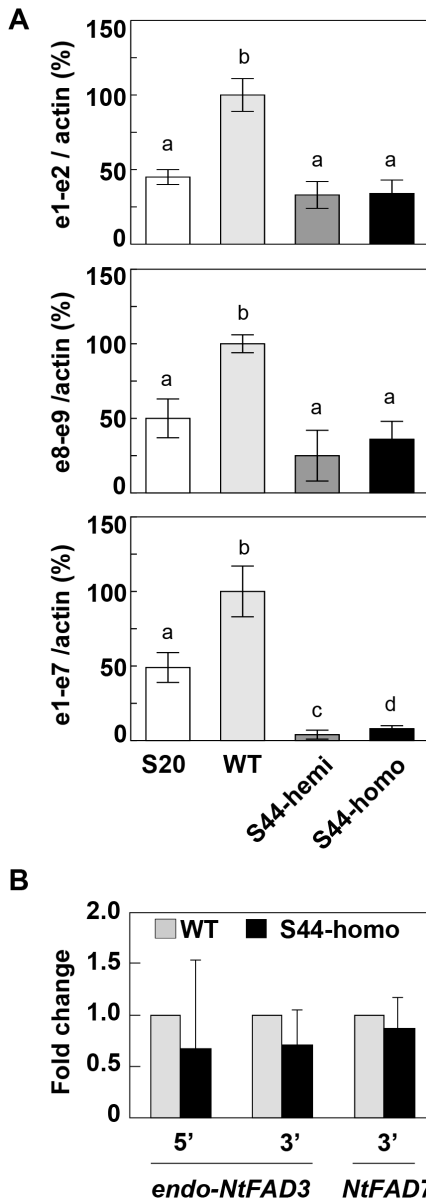 A
e1-e2 / actin (%)
150
100
50
0
a
b
a
a
e8-e9 /actin (%)
150
100
50
0
a
b
a
a
e1-e7 /actin (%)
150
100
50
0
a
b
c
d
S20
WT
S44-hemi
S44-homo
B
Fold change
2.0
1.5
1.0
0.5
0
WT
S44-homo
5’
3’
3’
endo-NtFAD3
NtFAD7